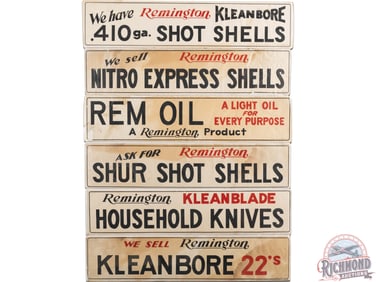 We have Remington KLEANBORE
.410 ga. SHOT SHELLS
We sell Remington
NITRO EXPRESS SHELLS
REM OIL
A LIGHT OIL
FOR
EVERY PURPOSE
A Remington Product
ASK FOR Remington
SHUR SHOT SHELLS
Remington KLEANBLADE
HOUSEHOLD KNIVES
WE SELL Remington
KLEANBORE 22's
RICHMOND
AUCTIONS